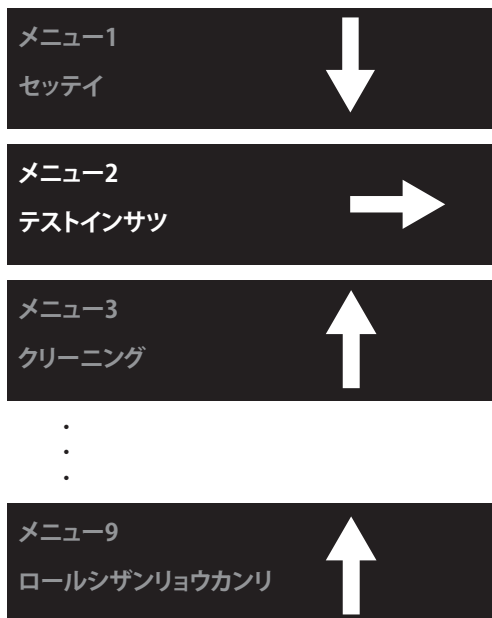 メニュー1
セッテイ
メニュー2
テストインサツ
メニュー3
クリーニング
・
・
・
メニュー9
ロールシザンリョウカンリ